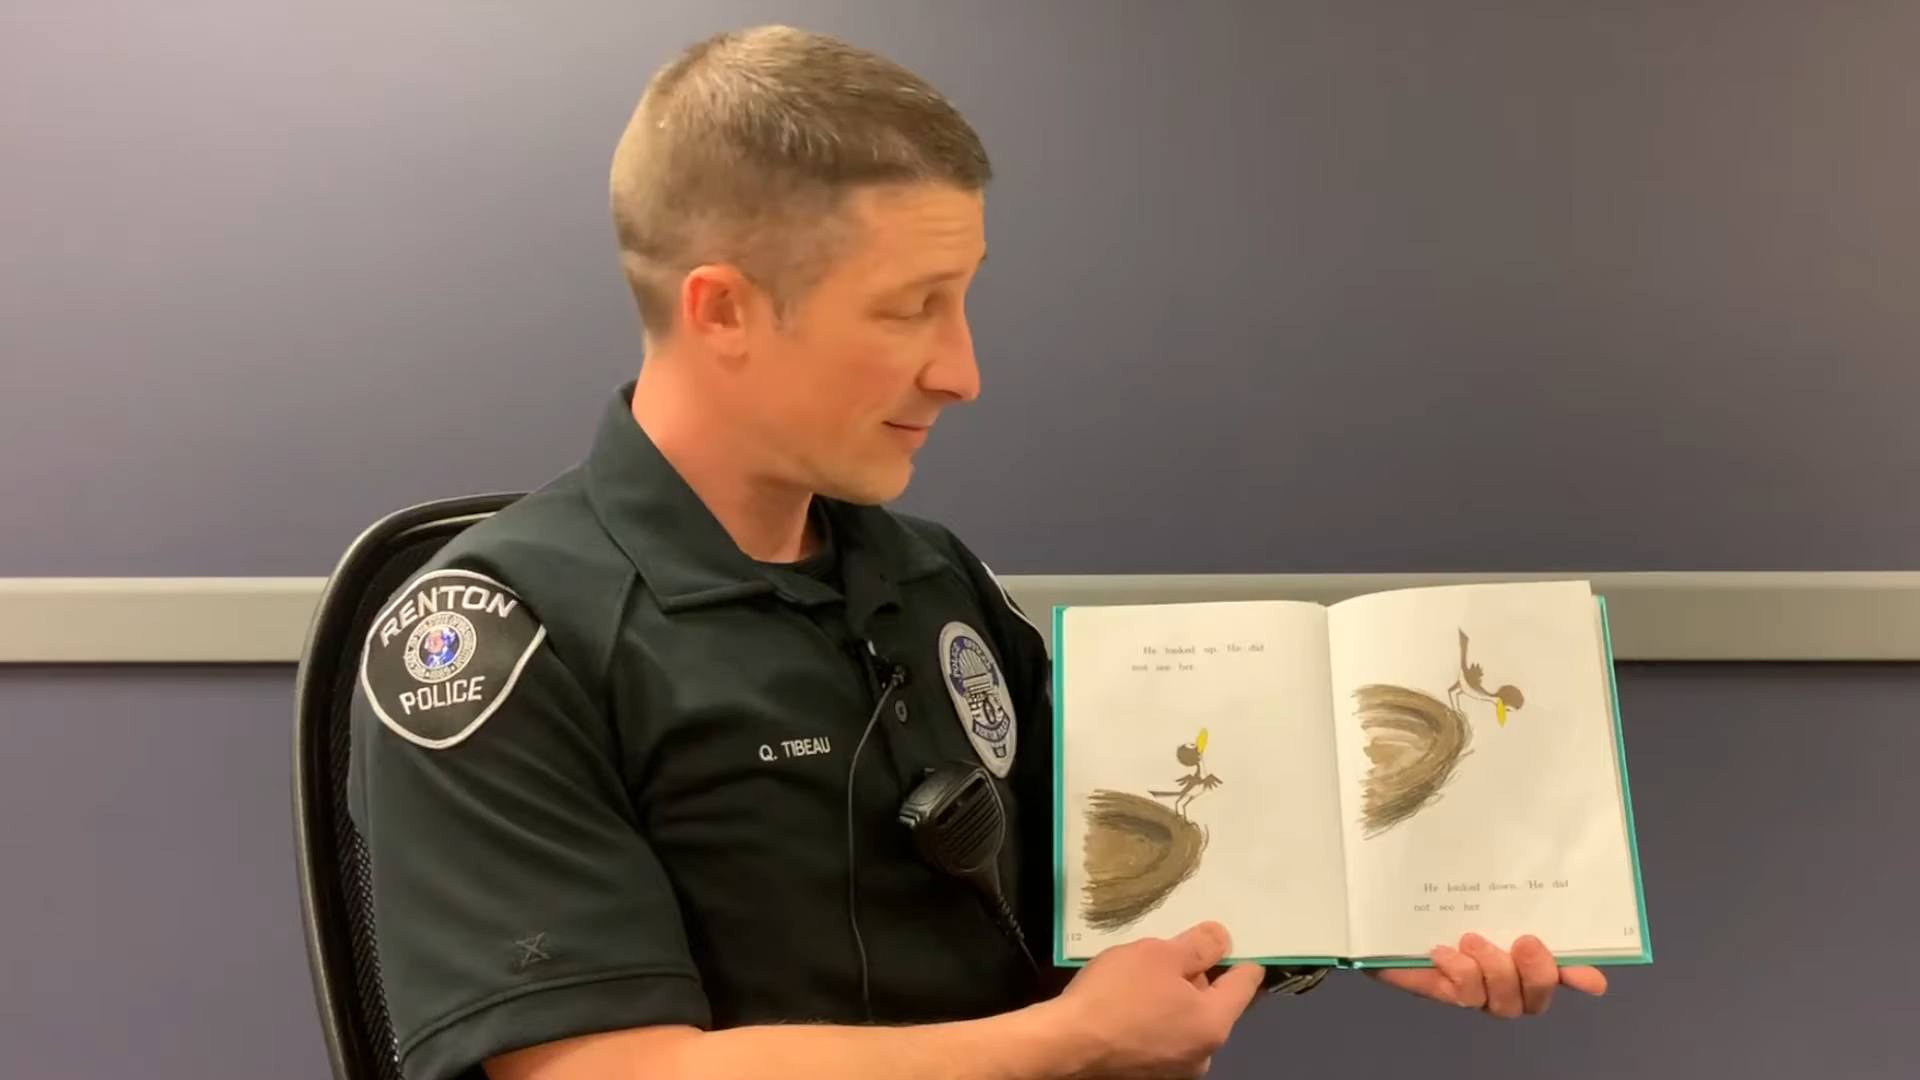 RENTON
POLICE
Q. TIBEAU
He looked up. He did
not see her.
12
He looked down. He did
not see her.
13